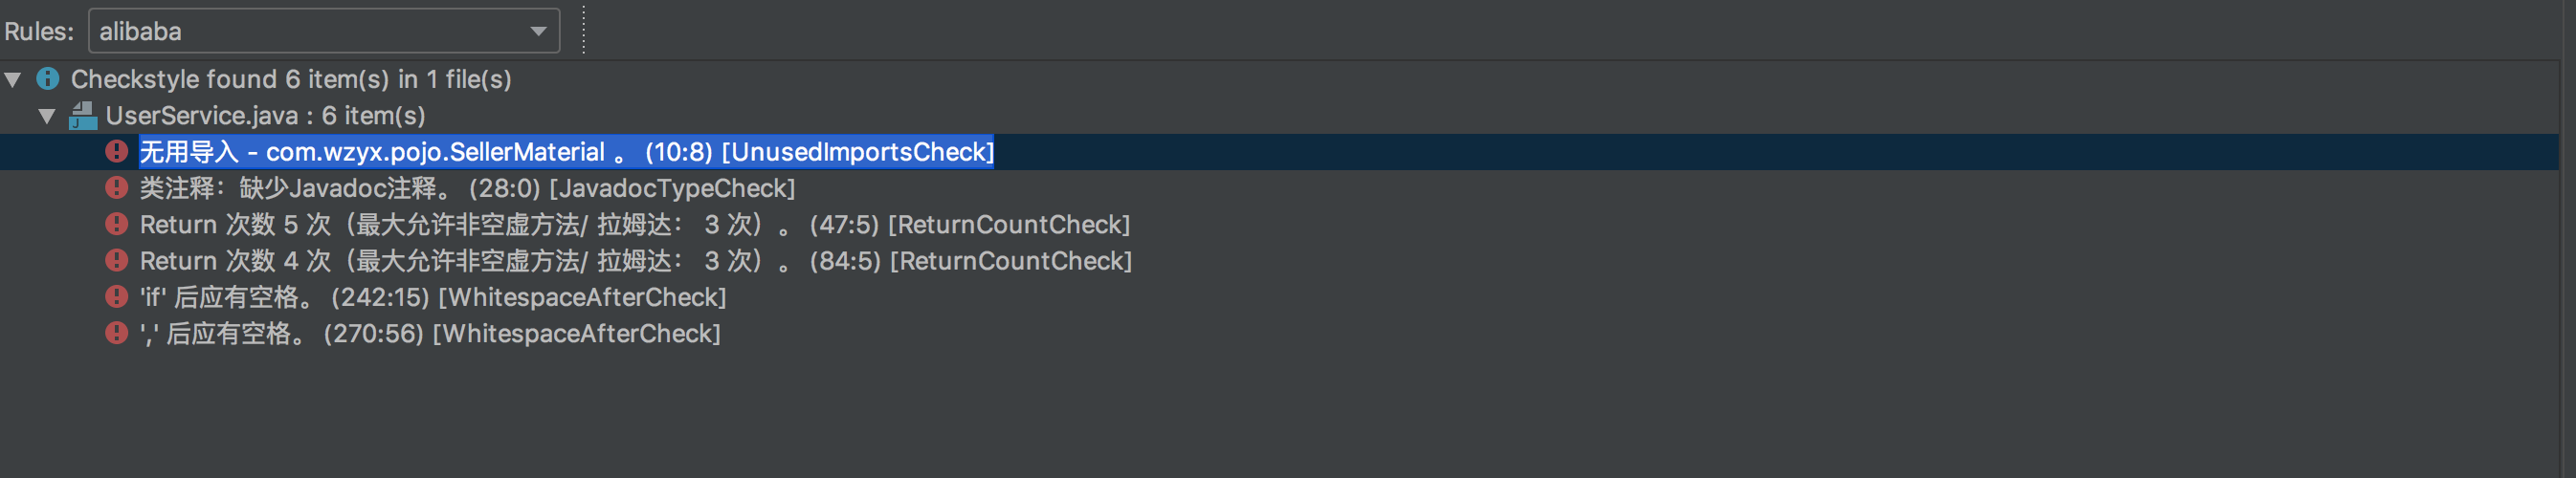 Rules: alibaba
Checkstyle found 6 item(s) in 1 file(s)
UserService.java : 6 item(s)
无用导入 - com.wzyx.pojo.SellerMaterial 。 (10:8) [UnusedImportsCheck]
类注释：缺少Javadoc注释。 (28:0) [JavadocTypeCheck]
Return 次数 5 次（最大允许非空虚方法/ 拉姆达： 3 次）。 (47:5) [ReturnCountCheck]
Return 次数 4 次（最大允许非空虚方法/ 拉姆达： 3 次）。 (84:5) [ReturnCountCheck]
'if' 后应有空格。 (242:15) [WhitespaceAfterCheck]
',' 后应有空格。 (270:56) [WhitespaceAfterCheck]